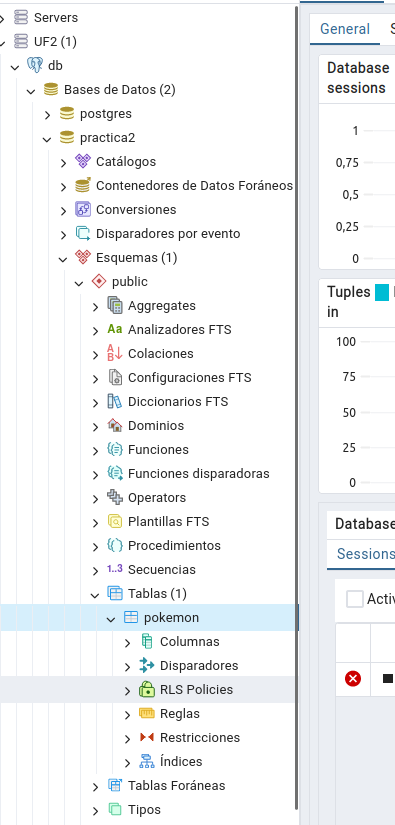 Servers
UF2 (1)
db
Bases de Datos (2)
postgres
practica2
Catálogos
Contenedores de Datos Foráneos
Conversiones
Disparadores por evento
Esquemas (1)
public
Aggregates
Aa Analizadores FTS
Colaciones
Configuraciones FTS
Diccionarios FTS
Dominios
Funciones
Funciones disparadoras
Operators
Plantillas FTS
Procedimientos
1..3 Secuencias
Tablas (1)
pokemon
Columnas
Disparadores
RLS Policies
Reglas
Restricciones
Índices
Tablas Foráneas
Tipos
General
Database
sessions
1
0,75
0,5
0,25
0
Tuples
in
100
75
50
25
0
Database
Sessions